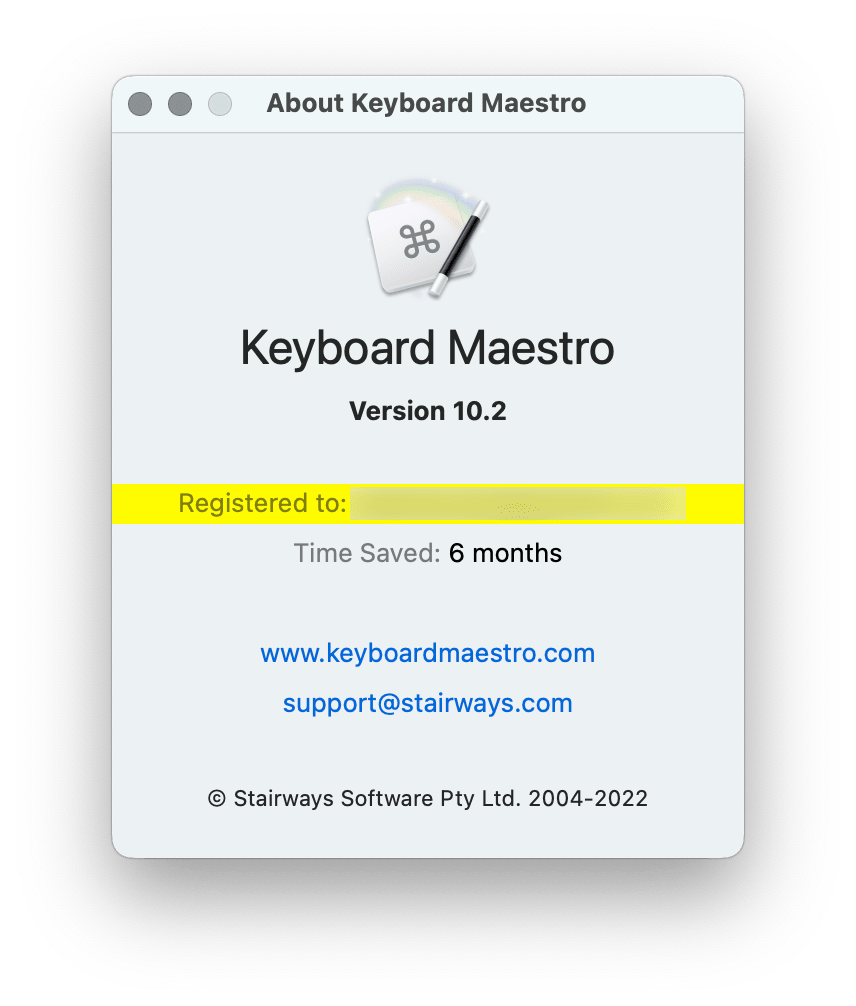 About Keyboard Maestro
⌘
Keyboard Maestro
Version 10.2
Registered to:
Time Saved: 6 months
www.keyboardmaestro.com
support@stairways.com
© Stairways Software Pty Ltd. 2004-2022